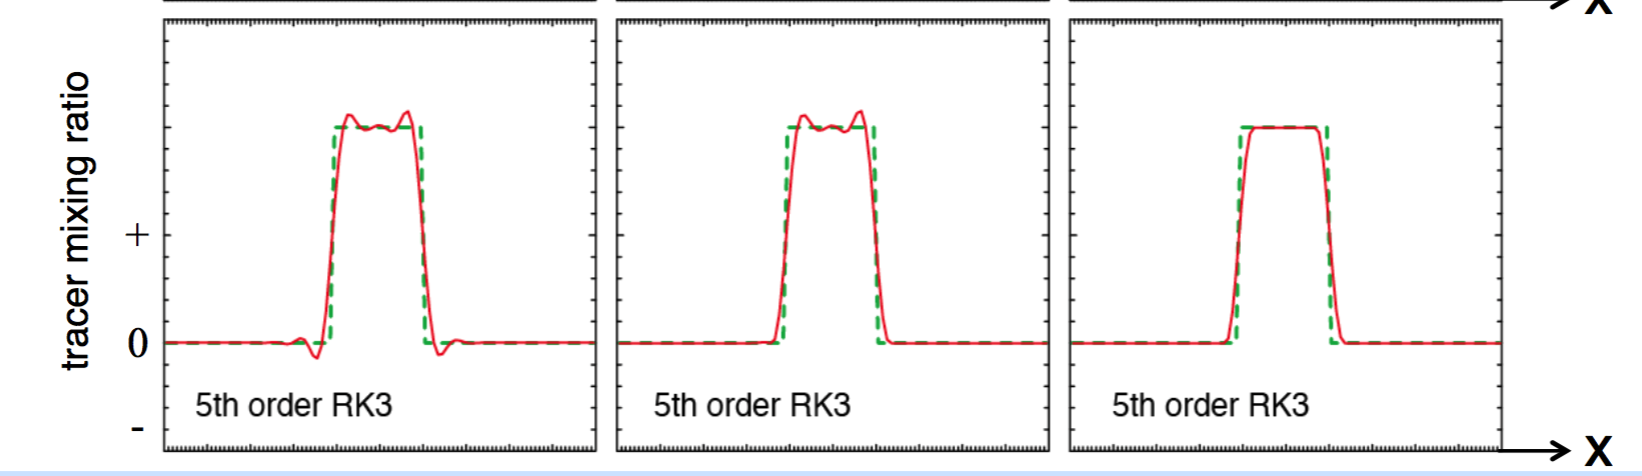 X
tracer mixing ratio
+
0
-
5th order RK3
5th order RK3
5th order RK3
X